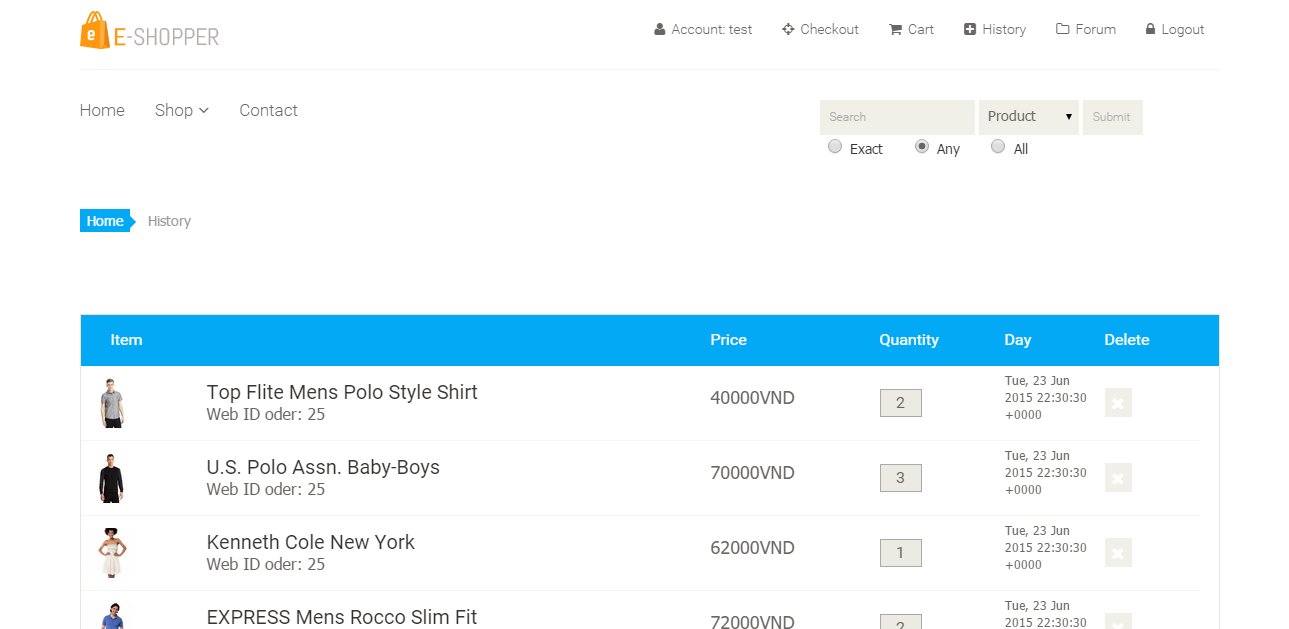 E-SHOPPER
Account: test Checkout Cart History Forum Logout
Home Shop Contact
Search Product Submit
Exact Any All
Home History
Item Price Quantity Day Delete
Top Flite Mens Polo Style Shirt
Web ID oder: 25
40000VND
2
Tue, 23 Jun
2015 22:30:30
+0000
U.S. Polo Assn. Baby-Boys
Web ID oder: 25
70000VND
3
Tue, 23 Jun
2015 22:30:30
+0000
Kenneth Cole New York
Web ID oder: 25
62000VND
1
Tue, 23 Jun
2015 22:30:30
+0000
EXPRESS Mens Rocco Slim Fit
72000VND
2
Tue, 23 Jun
2015 22:30:30